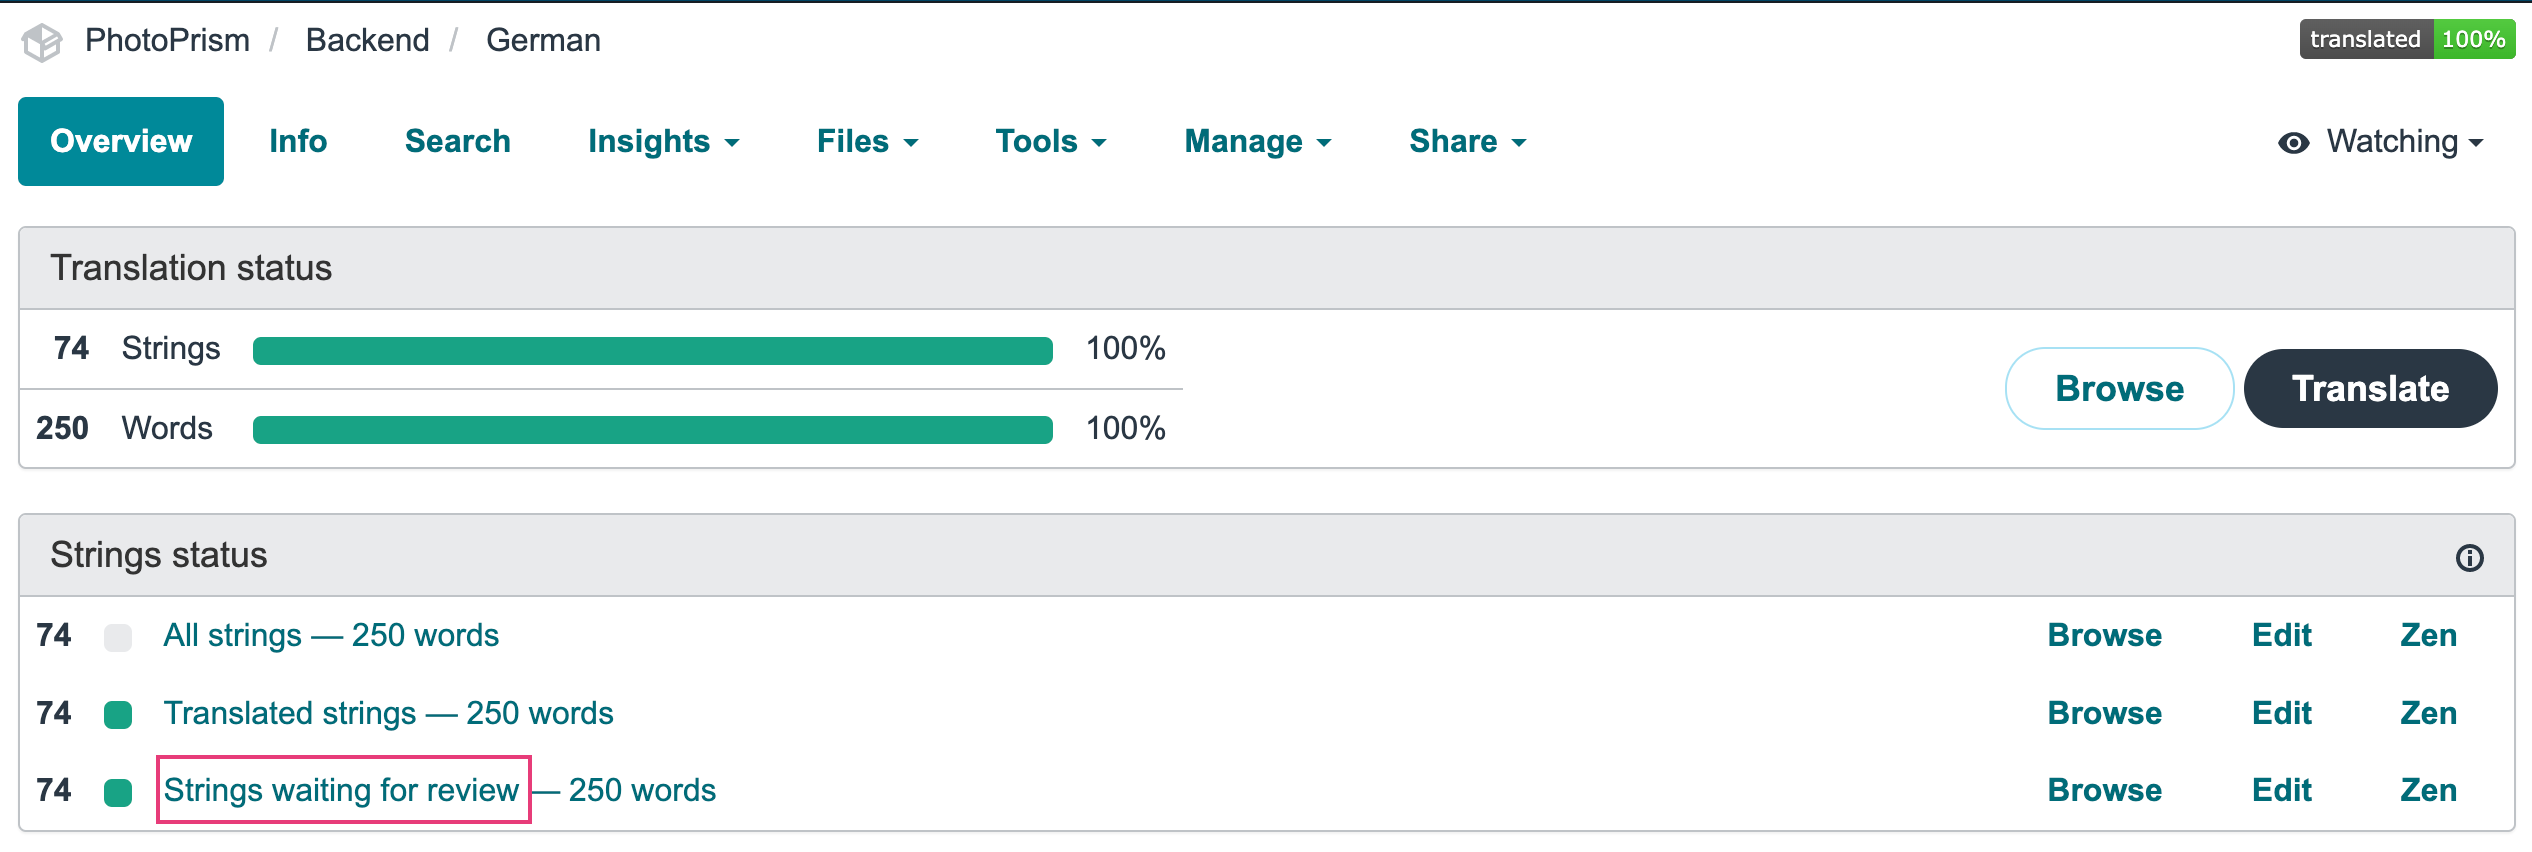 PhotoPrism / Backend / German
translated 100%
Overview Info Search Insights Files Tools Manage Share Watching
Translation status
74 Strings 100%
250 Words 100%
Browse Translate
Strings status
74 All strings — 250 words Browse Edit Zen
74 Translated strings — 250 words Browse Edit Zen
74 Strings waiting for review — 250 words Browse Edit Zen